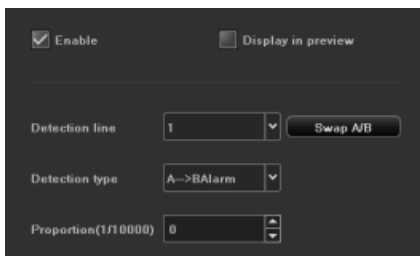 Enable Display in preview
Detection line 1 Swap A/B
Detection type A-->BAlarm
Proportion(1/10000) 0